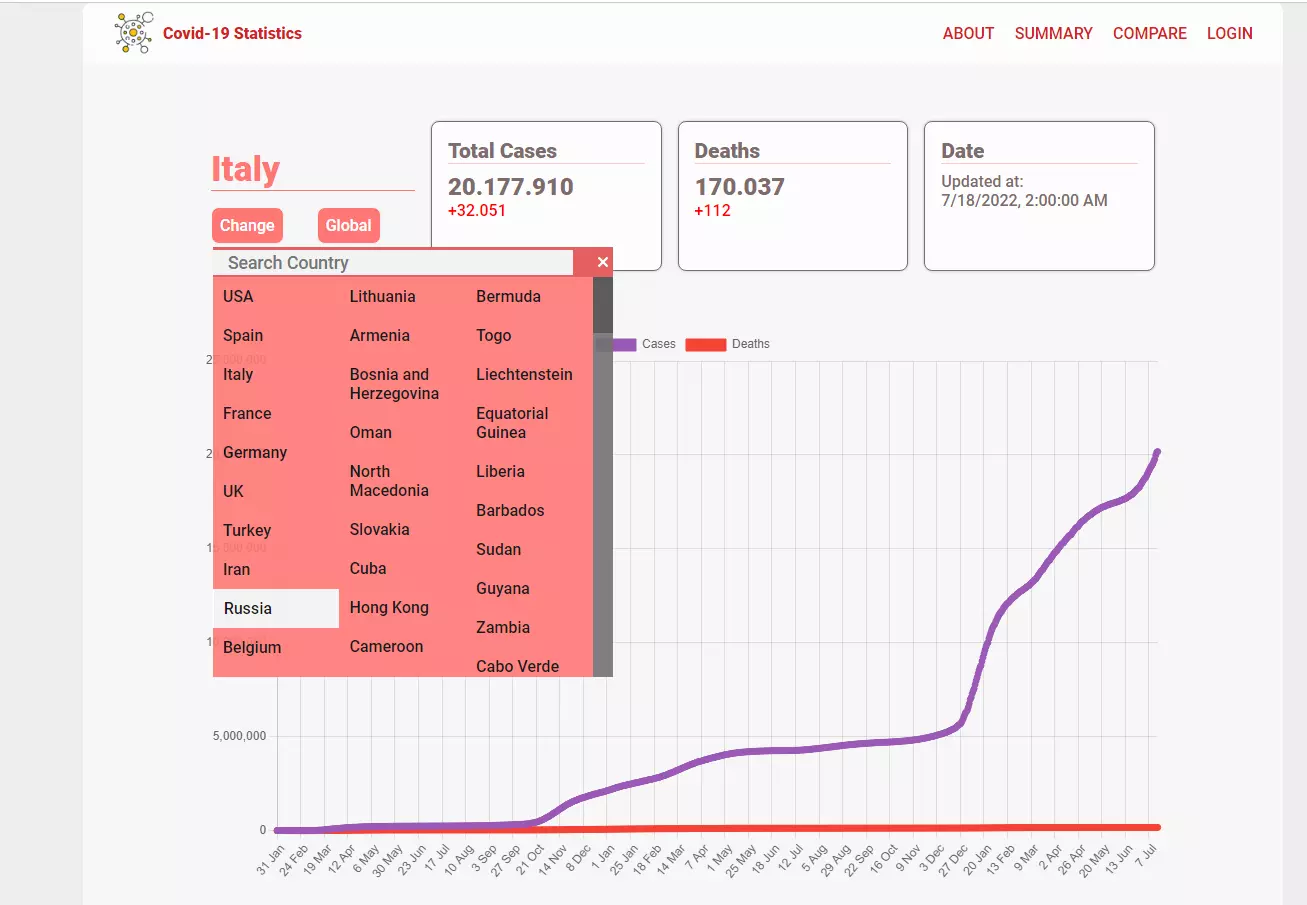 Covid-19 Statistics
ABOUT SUMMARY COMPARE LOGIN
Italy
Change Global
Total Cases
20.177.910
+32.051
Deaths
170.037
+112
Date
Updated at:
7/18/2022, 2:00:00 AM
Search Country ×
USA
Spain
Italy
France
Germany
UK
Turkey
Iran
Russia
Belgium
Lithuania
Armenia
Bosnia and
Herzegovina
Oman
North
Macedonia
Slovakia
Cuba
Hong Kong
Cameroon
Bermuda
Togo
Liechtenstein
Equatorial
Guinea
Liberia
Barbados
Sudan
Guyana
Zambia
Cabo Verde
Cases Deaths
5,000,000
0
31 Jan 24 Feb 19 Mar 12 Apr 6 May 30 May 23 Jun 17 Jul 10 Aug 3 Sep 27 Sep 21 Oct 14 Nov 8 Dec 1 Jan 25 Jan 18 Feb 14 Mar 7 Apr 1 May 25 May 18 Jun 12 Jul 5 Aug 29 Aug 22 Sep 16 Oct 9 Nov 3 Dec 27 Dec 20 Jan 13 Feb 9 Mar 2 Apr 26 Apr 20 May 13 Jun 7 Jul